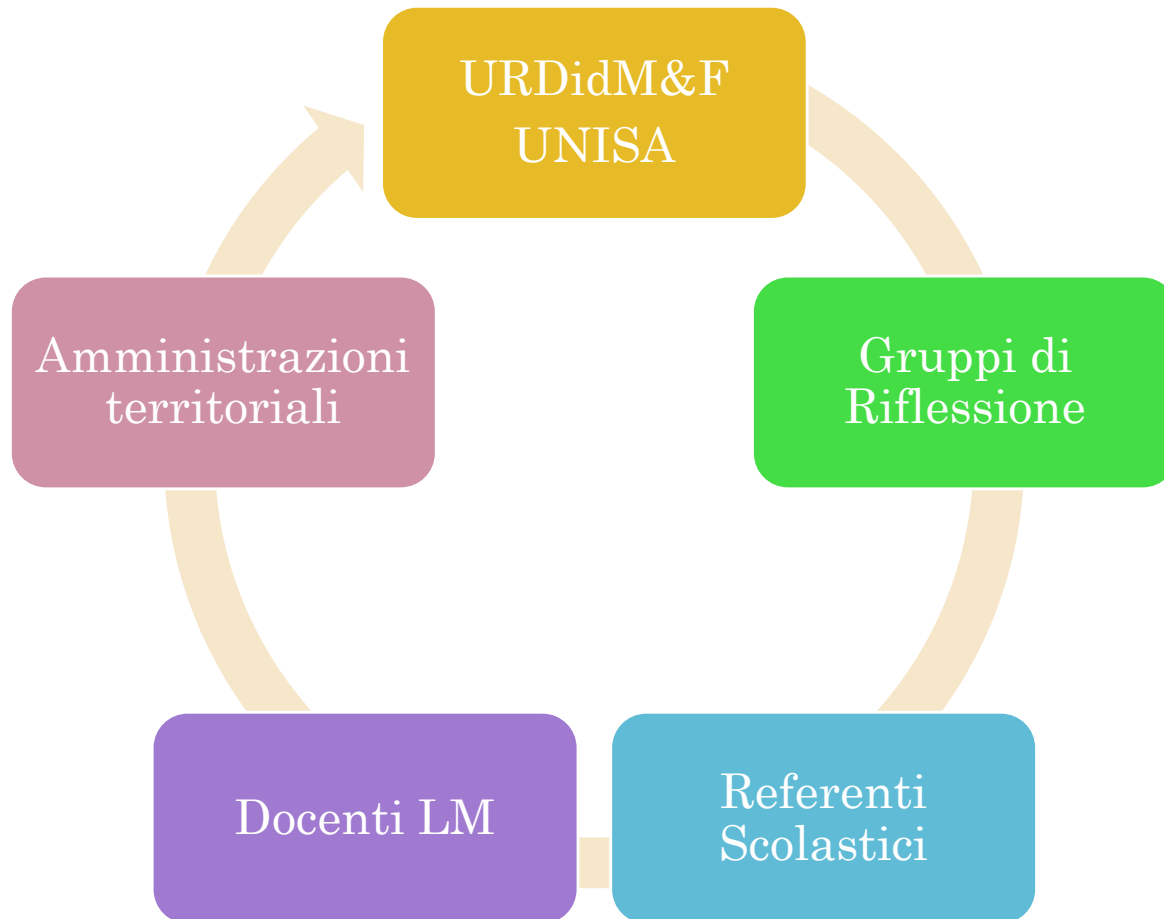 URDidM&F
UNISA
Gruppi di
Riflessione
Referenti
Scolastici
Docenti LM
Amministrazioni
territoriali